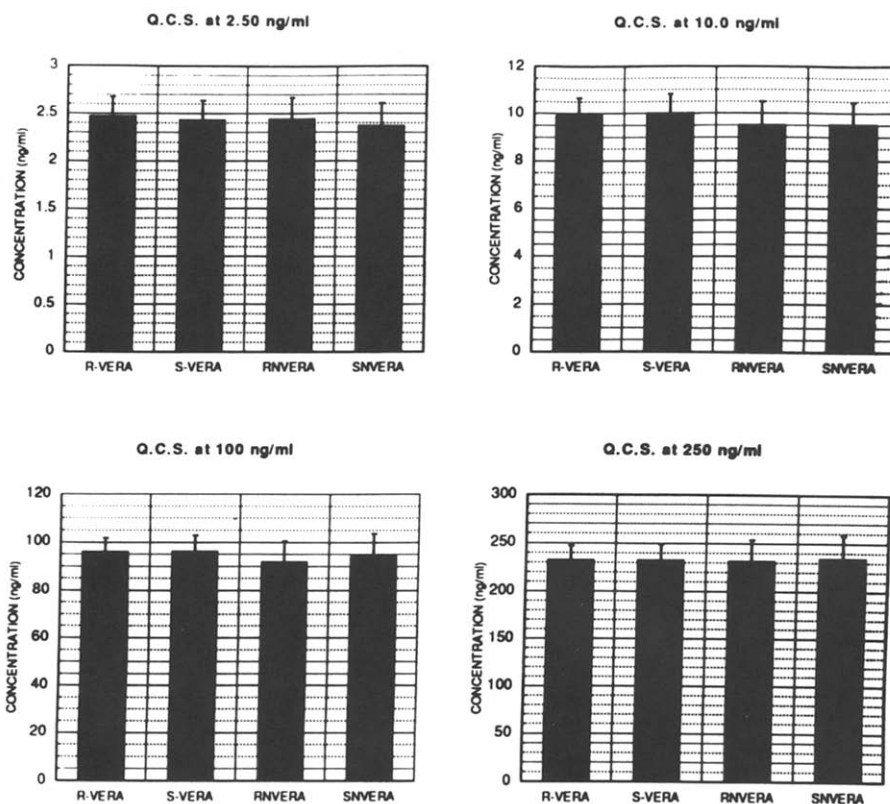 Q.C.S. at 2.50 ng/ml
CONCENTRATION (ng/ml)
3
2.5
2
1.5
1
0.5
0
R-VERA S-VERA RNVERA SNVERA
Q.C.S. at 10.0 ng/ml
CONCENTRATION (ng/ml)
12
10
8
6
4
2
0
R-VERA S-VERA RNVERA SNVERA
Q.C.S. at 100 ng/ml
CONCENTRATION (ng/ml)
120
100
80
60
40
20
0
R-VERA S-VERA RNVERA SNVERA
Q.C.S. at 250 ng/ml
CONCENTRATION (ng/ml)
300
250
200
150
100
50
0
R-VERA S-VERA RNVERA SNVERA